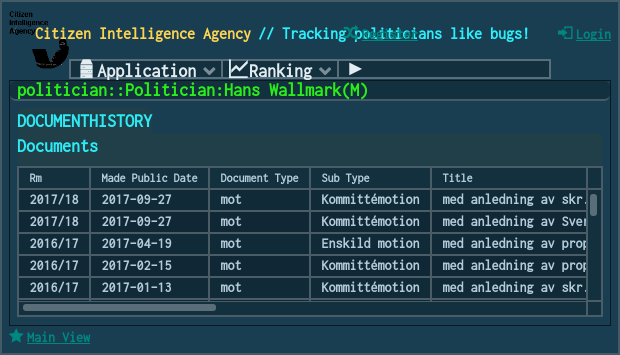 Citizen
Intelligence
Agency
Citizen Intelligence Agency // Tracking politicians like bugs!
Register
Login
Application
Ranking
politician::Politician:Hans Wallmark(M)
DOCUMENTHISTORY
Documents
Rm Made Public Date Document Type Sub Type Title
2017/18 2017-09-27 mot Kommittémotion med anledning av skr.
2017/18 2017-09-27 mot Kommittémotion med anledning av Sver
2016/17 2017-04-19 mot Enskild motion med anledning av prop
2016/17 2017-02-15 mot Kommittémotion med anledning av prop
2016/17 2017-01-13 mot Kommittémotion med anledning av skr.
Main View